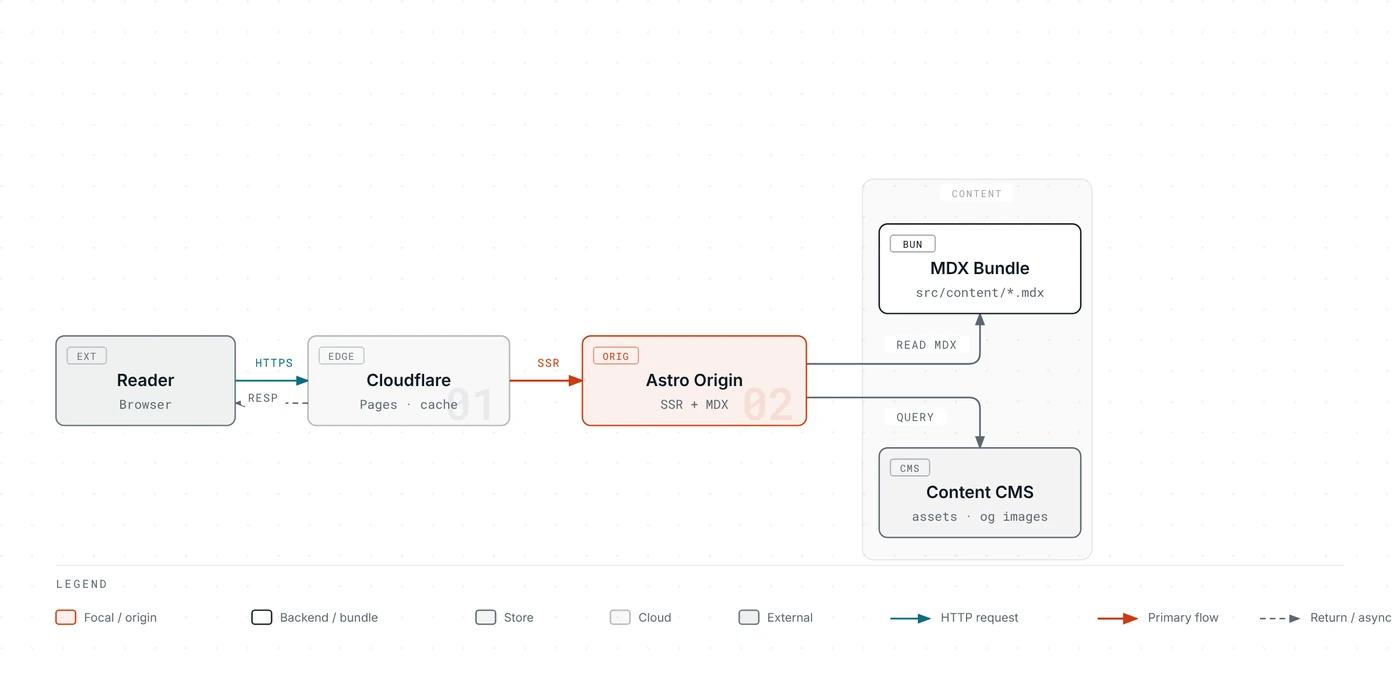 CONTENT
BUN
MDX Bundle
src/content/*.mdx
READ MDX
EXT
Reader
Browser
HTTPS
RESP
EDGE
Cloudflare
Pages · cache
01
SSR
ORIG
Astro Origin
SSR + MDX
02
QUERY
CMS
Content CMS
assets · og images
LEGEND
Focal / origin
Backend / bundle
Store
Cloud
External
HTTP request
Primary flow
Return / async